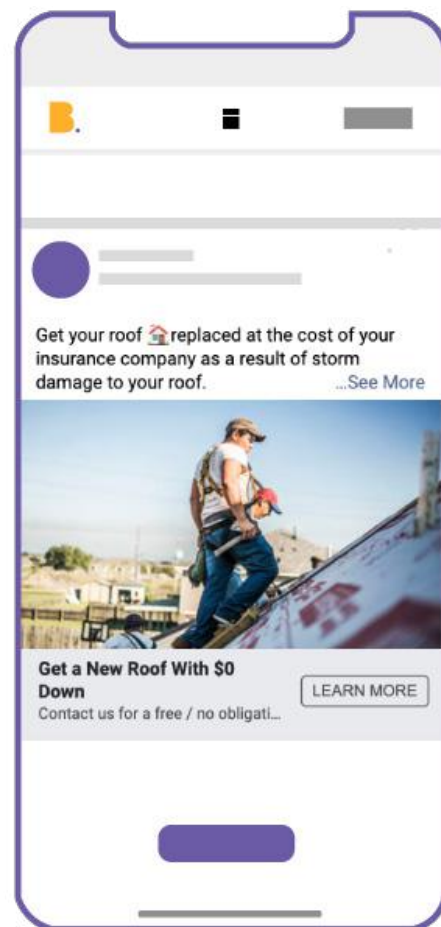 B.
Get your roof 🏠replaced at the cost of your
insurance company as a result of storm
damage to your roof. ...See More
Get a New Roof With $0
Down
LEARN MORE
Contact us for a free / no obligati...